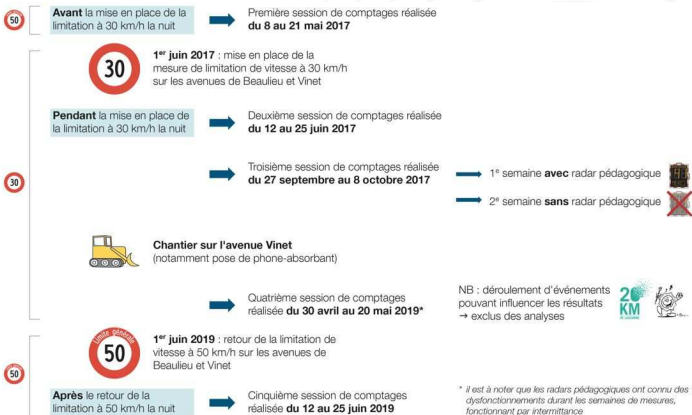 50
Avant la mise en place de la
limitation à 30 km/h la nuit
Première session de comptages réalisée
du 8 au 21 mai 2017
30
1er juin 2017 : mise en place de la
mesure de limitation de vitesse à 30 km/h
sur les avenues de Beaulieu et Vinet
Pendant la mise en place de
la limitation à 30 km/h la nuit
Deuxième session de comptages réalisée
du 12 au 25 juin 2017
30
Troisième session de comptages réalisée
du 27 septembre au 8 octobre 2017
1e semaine avec radar pédagogique
2e semaine sans radar pédagogique
Chantier sur l'avenue Vinet
(notamment pose de phono-absorbant)
Quatrième session de comptages
réalisée du 30 avril au 20 mai 2019*
NB : déroulement d'événements
pouvant influencer les résultats
→ exclus des analyses
20
KM
Limite générale
50
1er juin 2019 : retour de la limitation de
vitesse à 50 km/h sur les avenues de
Beaulieu et Vinet
50
Après le retour de la
limitation à 50 km/h la nuit
Cinquième session de comptages
réalisée du 12 au 25 juin 2019
* il est à noter que les radars pédagogiques ont connu des
dysfonctionnements durant les semaines de mesures,
fonctionnant par intermittance